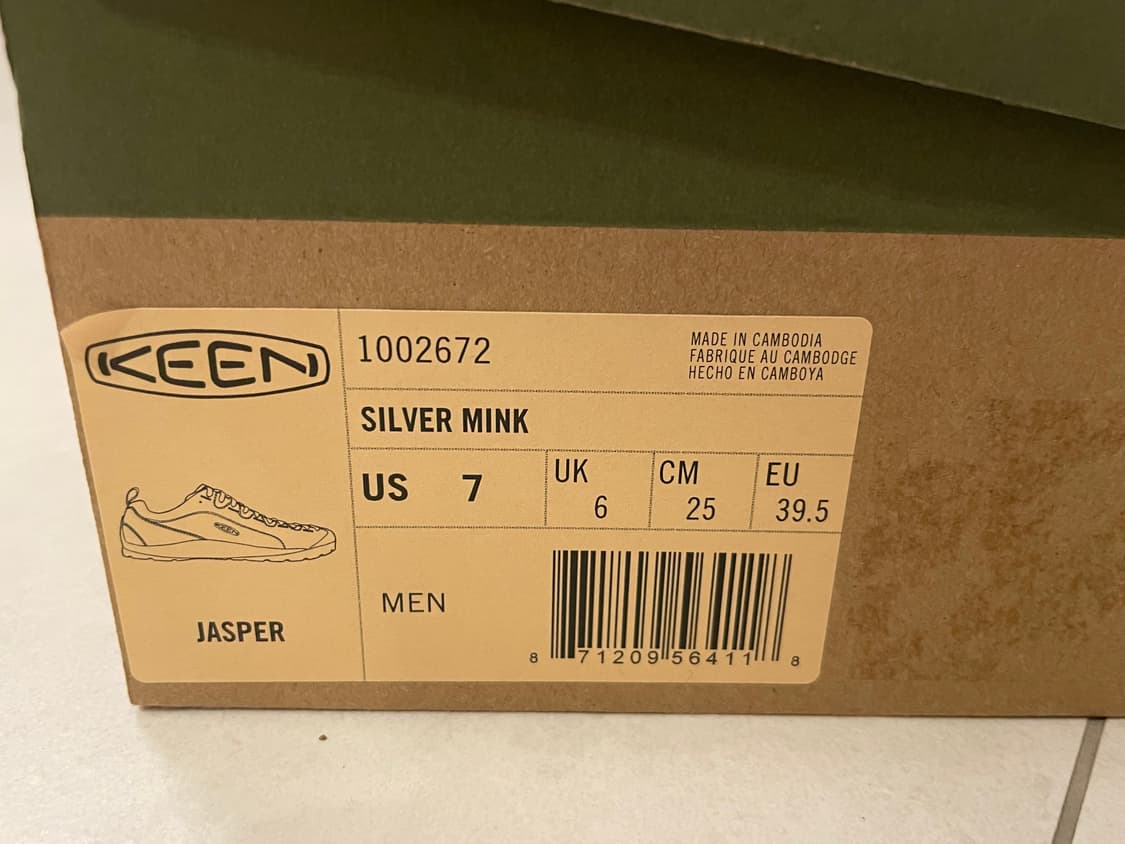 KEEN
1002672
MADE IN CAMBODIA
FABRIQUE AU CAMBODGE
HECHO EN CAMBOYA
SILVER MINK
US 7
UK
6
CM
25
EU
39.5
KEEN
JASPER
MEN
8 71209 56411 8